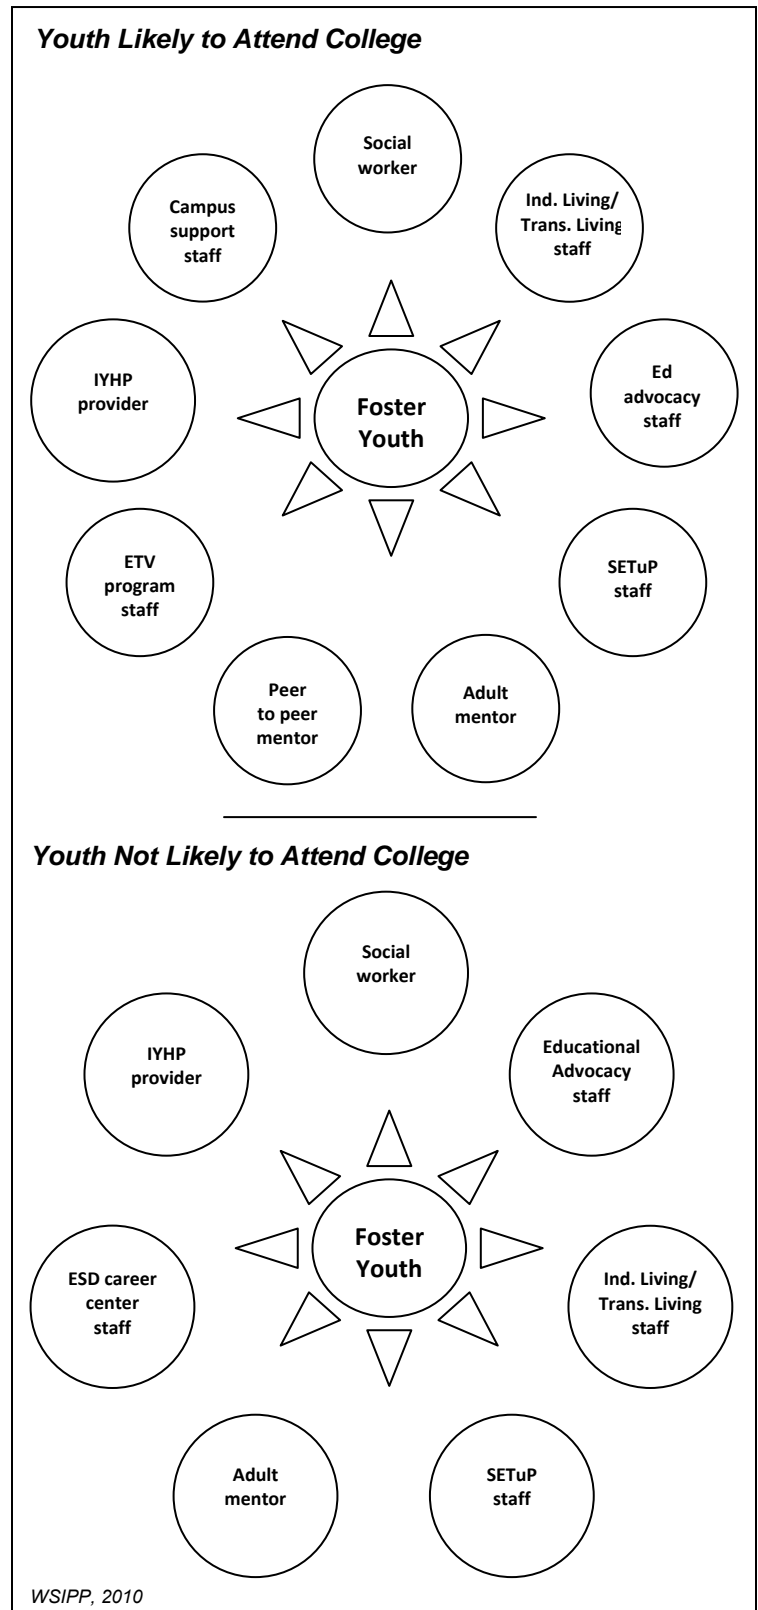 Youth Likely to Attend College
Social
worker
Campus
support
staff
Ind. Living/
Trans. Living
staff
IYHP
provider
Ed
advocacy
staff
Foster
Youth
ETV
program
staff
SETuP
staff
Peer
to peer
mentor
Adult
mentor
Youth Not Likely to Attend College
Social
worker
IYHP
provider
Educational
Advocacy
staff
Foster
Youth
ESD career
center
staff
Ind. Living/
Trans. Living
staff
Adult
mentor
SETuP
staff
WSIPP, 2010